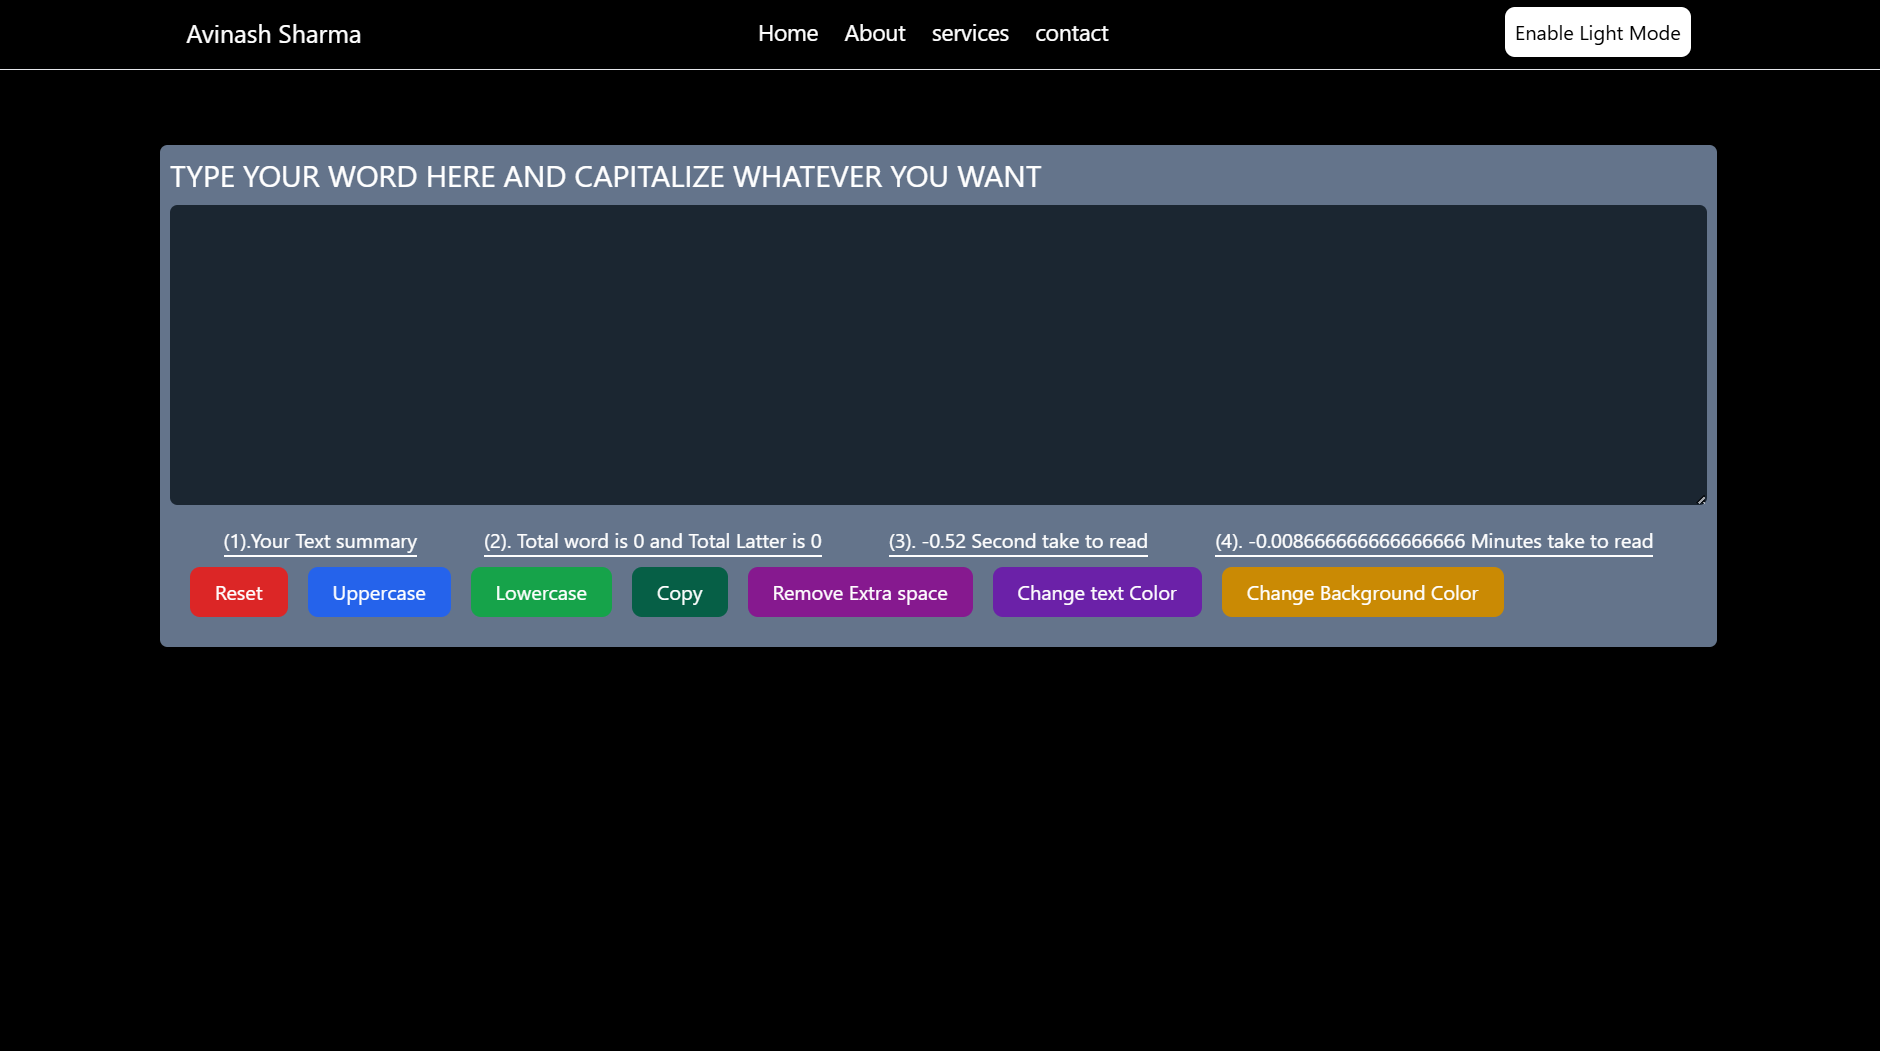 Avinash Sharma Home About services contact Enable Light Mode
TYPE YOUR WORD HERE AND CAPITALIZE WHATEVER YOU WANT
(1).Your Text summary (2). Total word is 0 and Total Latter is 0 (3). -0.52 Second take to read (4). -0.008666666666666666 Minutes take to read
Reset Uppercase Lowercase Copy Remove Extra space Change text Color Change Background Color